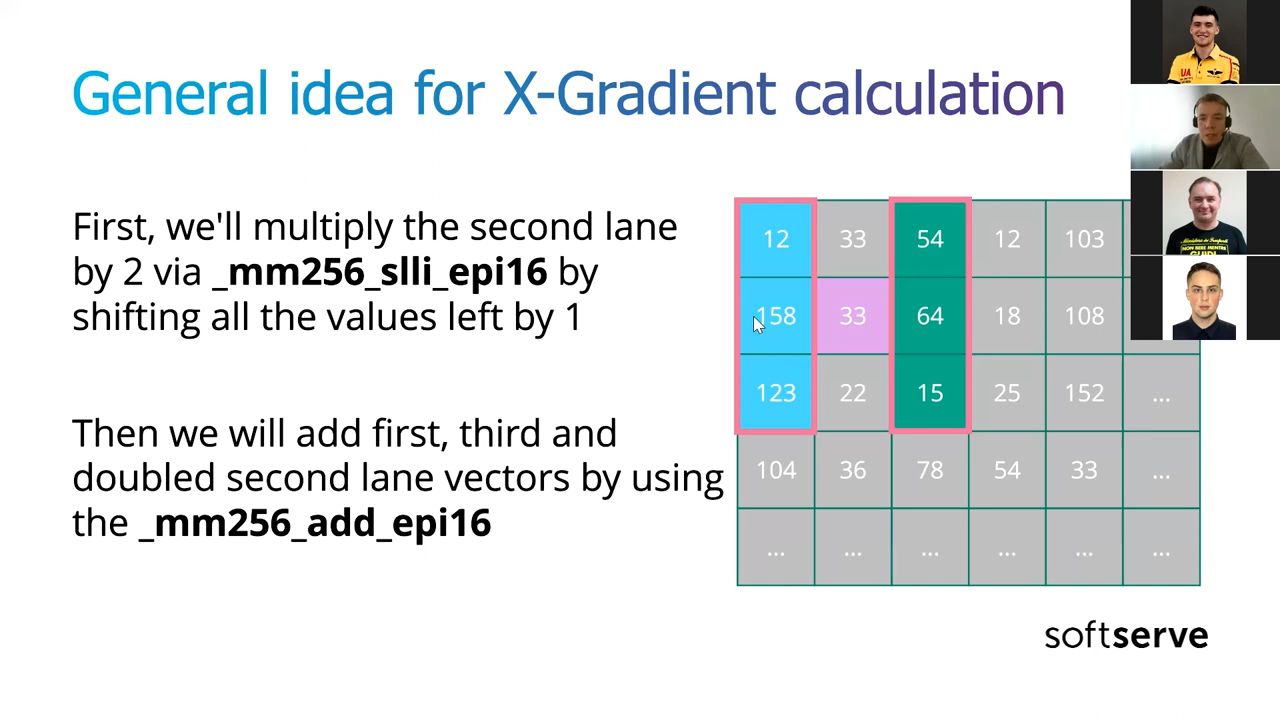 General idea for X-Gradient calculation
First, we'll multiply the second lane
by 2 via _mm256_slli_epi16 by
shifting all the values left by 1
Then we will add first, third and
doubled second lane vectors by using
the _mm256_add_epi16
12 33 54 12 103
158 33 64 18 108
123 22 15 25 152 ...
104 36 78 54 33 ...
... ... ... ... ... ...
softserve
UA